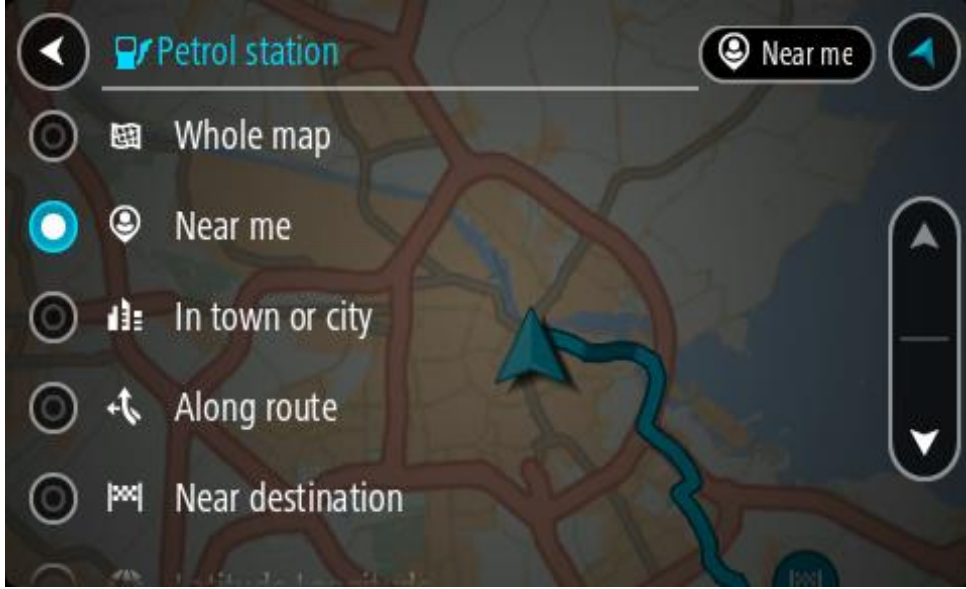 Petrol station
Near me
Whole map
Near me
In town or city
Along route
Near destination